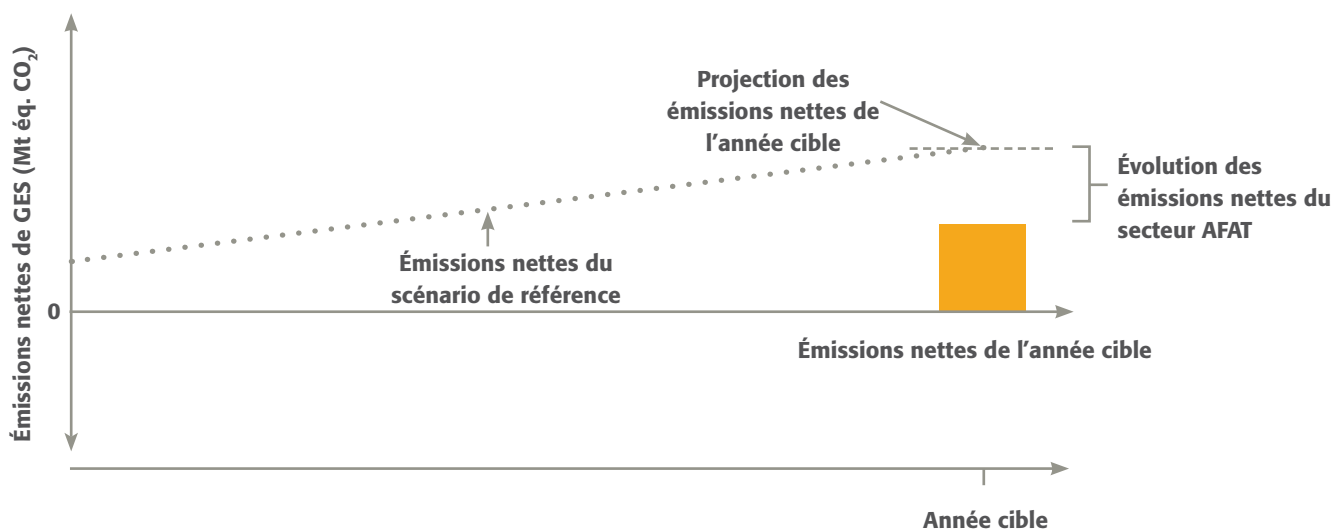 Émissions nettes de GES (Mt éq. CO₂)
Projection des
émissions nettes de
l’année cible
Évolution des
émissions nettes du
secteur AFAT
Émissions nettes du
scénario de référence
0
Émissions nettes de l’année cible
Année cible